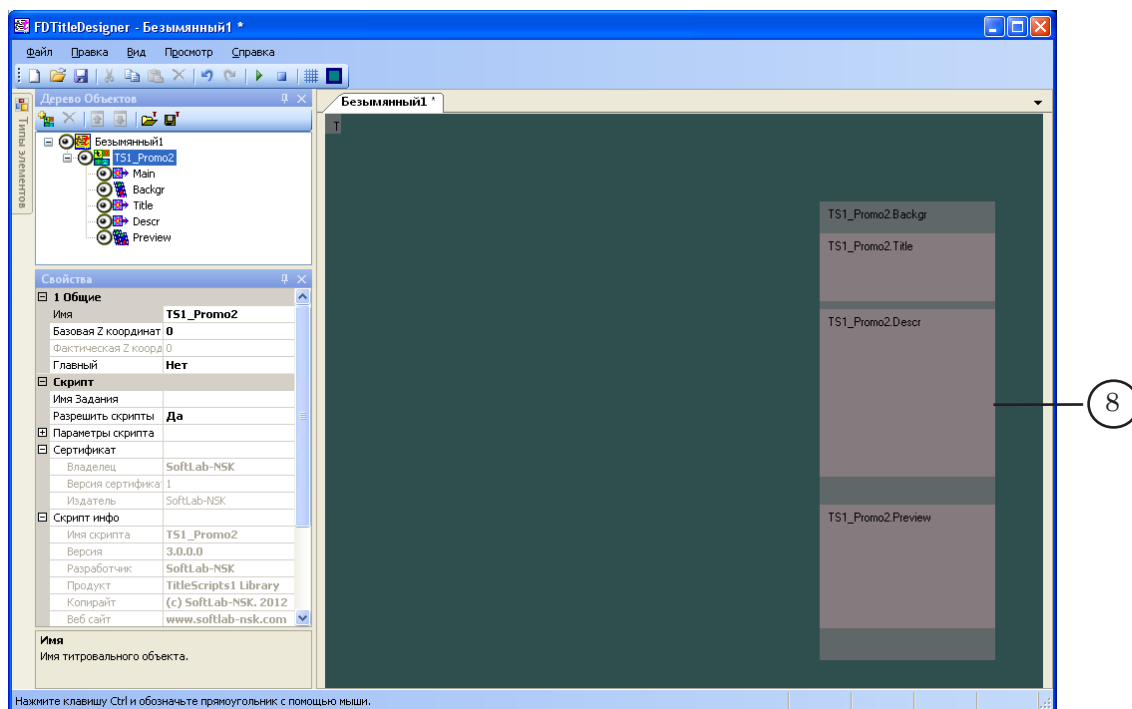 FDTitleDesigner - Безымянный1 *
Файл Правка Вид Просмотр Справка
Типы элементов
Дерево Объектов
Безымянный1
TS1_Promo2
Main
Backgr
Title
Descr
Preview
Свойства
1 Общие
Имя TS1_Promo2
Базовая Z координат 0
Фактическая Z коорд 0
Главный Нет
Скрипт
Имя Задания
Разрешить скрипты Да
Параметры скрипта
Сертификат
Владелец SoftLab-NSK
Версия сертифика 1
Издатель SoftLab-NSK
Скрипт инфо
Имя скрипта TS1_Promo2
Версия 3.0.0.0
Разработчик SoftLab-NSK
Продукт TitleScripts1 Library
Копирайт (c) SoftLab-NSK. 2012
Веб сайт www.softlab-nsk.com
Имя
Имя титровального объекта.
Безымянный1 *
T
TS1_Promo2.Backgr
TS1_Promo2.Title
TS1_Promo2.Descr
TS1_Promo2.Preview
8
Нажмите клавишу Ctrl и обозначьте прямоугольник с помощью мыши.